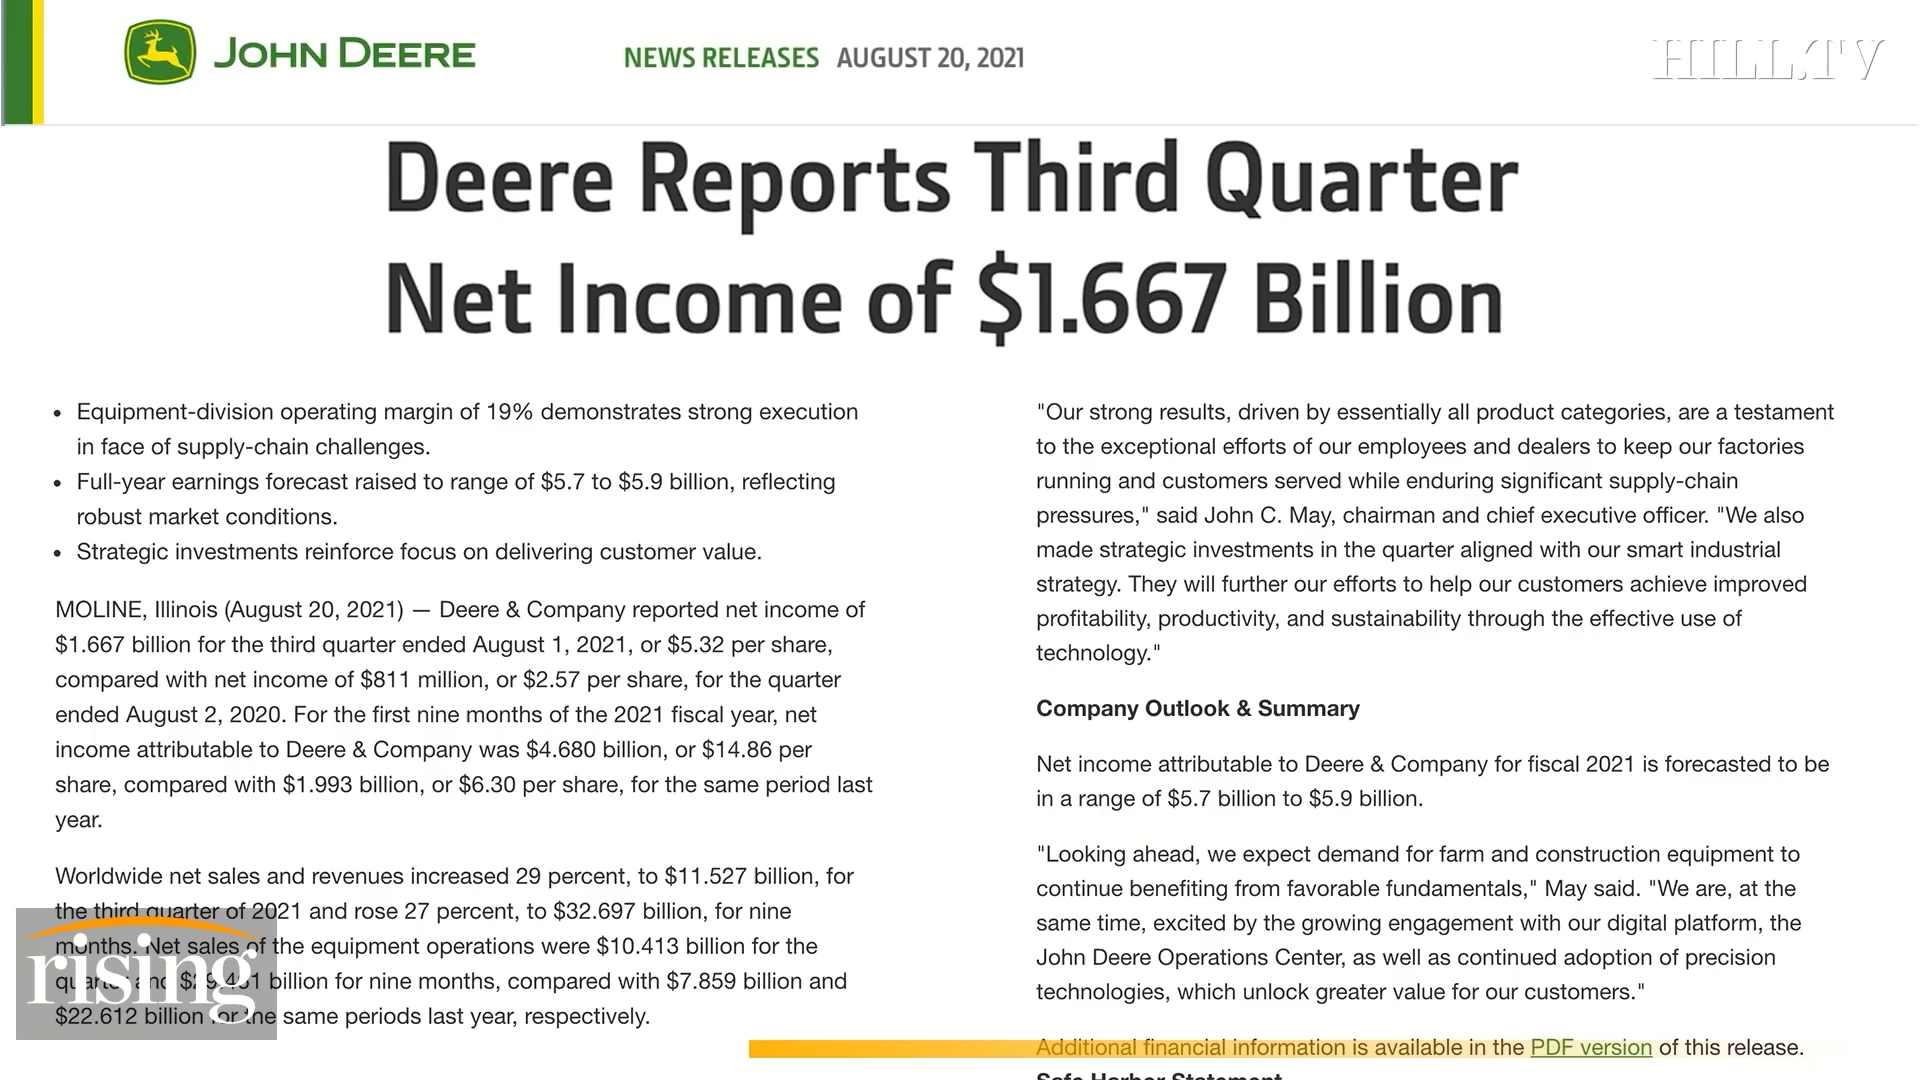 JOHN DEERE
NEWS RELEASES AUGUST 20, 2021
HILL.TV
Deere Reports Third Quarter
Net Income of $1.667 Billion
• Equipment-division operating margin of 19% demonstrates strong execution
in face of supply-chain challenges.
• Full-year earnings forecast raised to range of $5.7 to $5.9 billion, reflecting
robust market conditions.
• Strategic investments reinforce focus on delivering customer value.
MOLINE, Illinois (August 20, 2021) — Deere & Company reported net income of
$1.667 billion for the third quarter ended August 1, 2021, or $5.32 per share,
compared with net income of $811 million, or $2.57 per share, for the quarter
ended August 2, 2020. For the first nine months of the 2021 fiscal year, net
income attributable to Deere & Company was $4.680 billion, or $14.86 per
share, compared with $1.993 billion, or $6.30 per share, for the same period last
year.
Worldwide net sales and revenues increased 29 percent, to $11.527 billion, for
the third quarter of 2021 and rose 27 percent, to $32.697 billion, for nine
months. Net sales of the equipment operations were $10.413 billion for the
quarter and billion for nine months, compared with $7.859 billion and
$22.612 billion for the same periods last year, respectively.
rising
"Our strong results, driven by essentially all product categories, are a testament
to the exceptional efforts of our employees and dealers to keep our factories
running and customers served while enduring significant supply-chain
pressures," said John C. May, chairman and chief executive officer. "We also
made strategic investments in the quarter aligned with our smart industrial
strategy. They will further our efforts to help our customers achieve improved
profitability, productivity, and sustainability through the effective use of
technology."
Company Outlook & Summary
Net income attributable to Deere & Company for fiscal 2021 is forecasted to be
in a range of $5.7 billion to $5.9 billion.
"Looking ahead, we expect demand for farm and construction equipment to
continue benefiting from favorable fundamentals," May said. "We are, at the
same time, excited by the growing engagement with our digital platform, the
John Deere Operations Center, as well as continued adoption of precision
technologies, which unlock greater value for our customers."
Additional financial information is available in the PDF version of this release.
Safe Harbor Statement